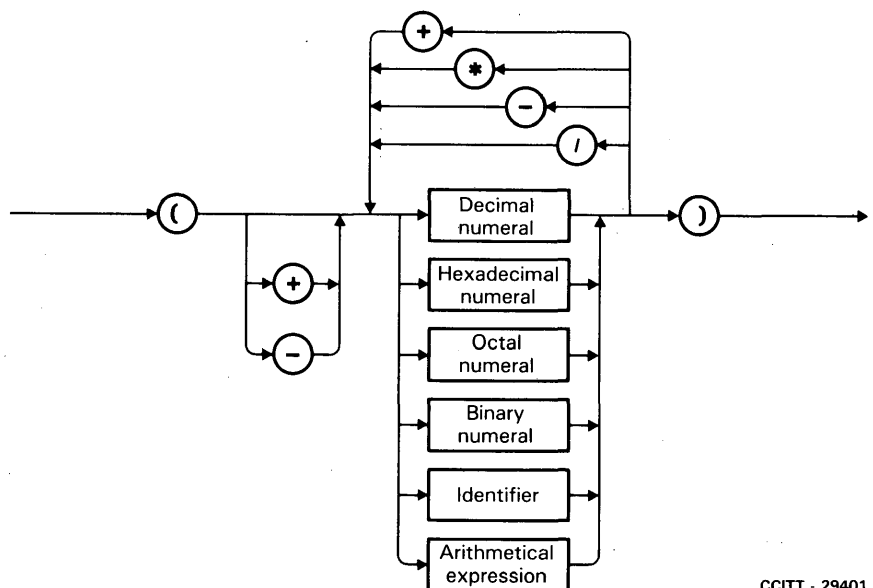 +
*
−
/
(
Decimal
numeral
)
+
Hexadecimal
numeral
−
Octal
numeral
Binary
numeral
Identifier
Arithmetical
expression
CCITT - 29401